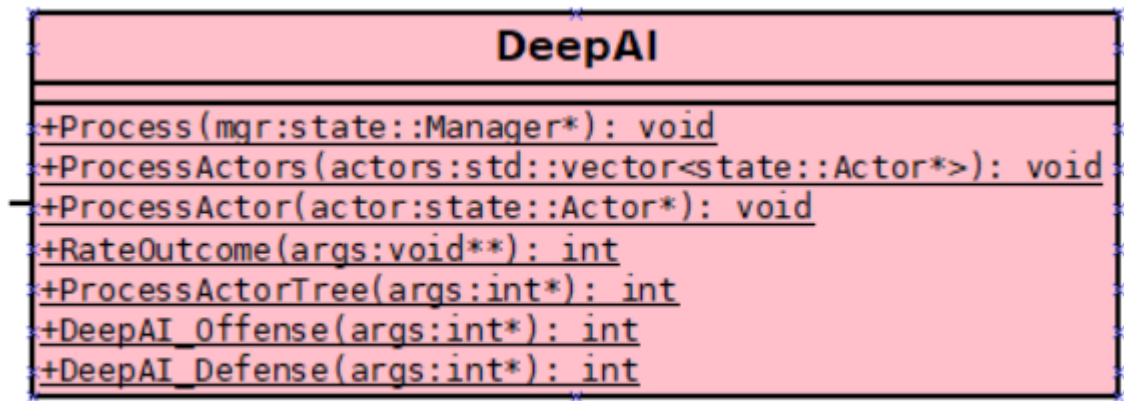 DeepAI
+Process(mgr:state::Manager*): void
+ProcessActors(actors:std::vector<state::Actor*>): void
+ProcessActor(actor:state::Actor*): void
+RateOutcome(args:void**): int
+ProcessActorTree(args:int*): int
+DeepAI_Offense(args:int*): int
+DeepAI_Defense(args:int*): int